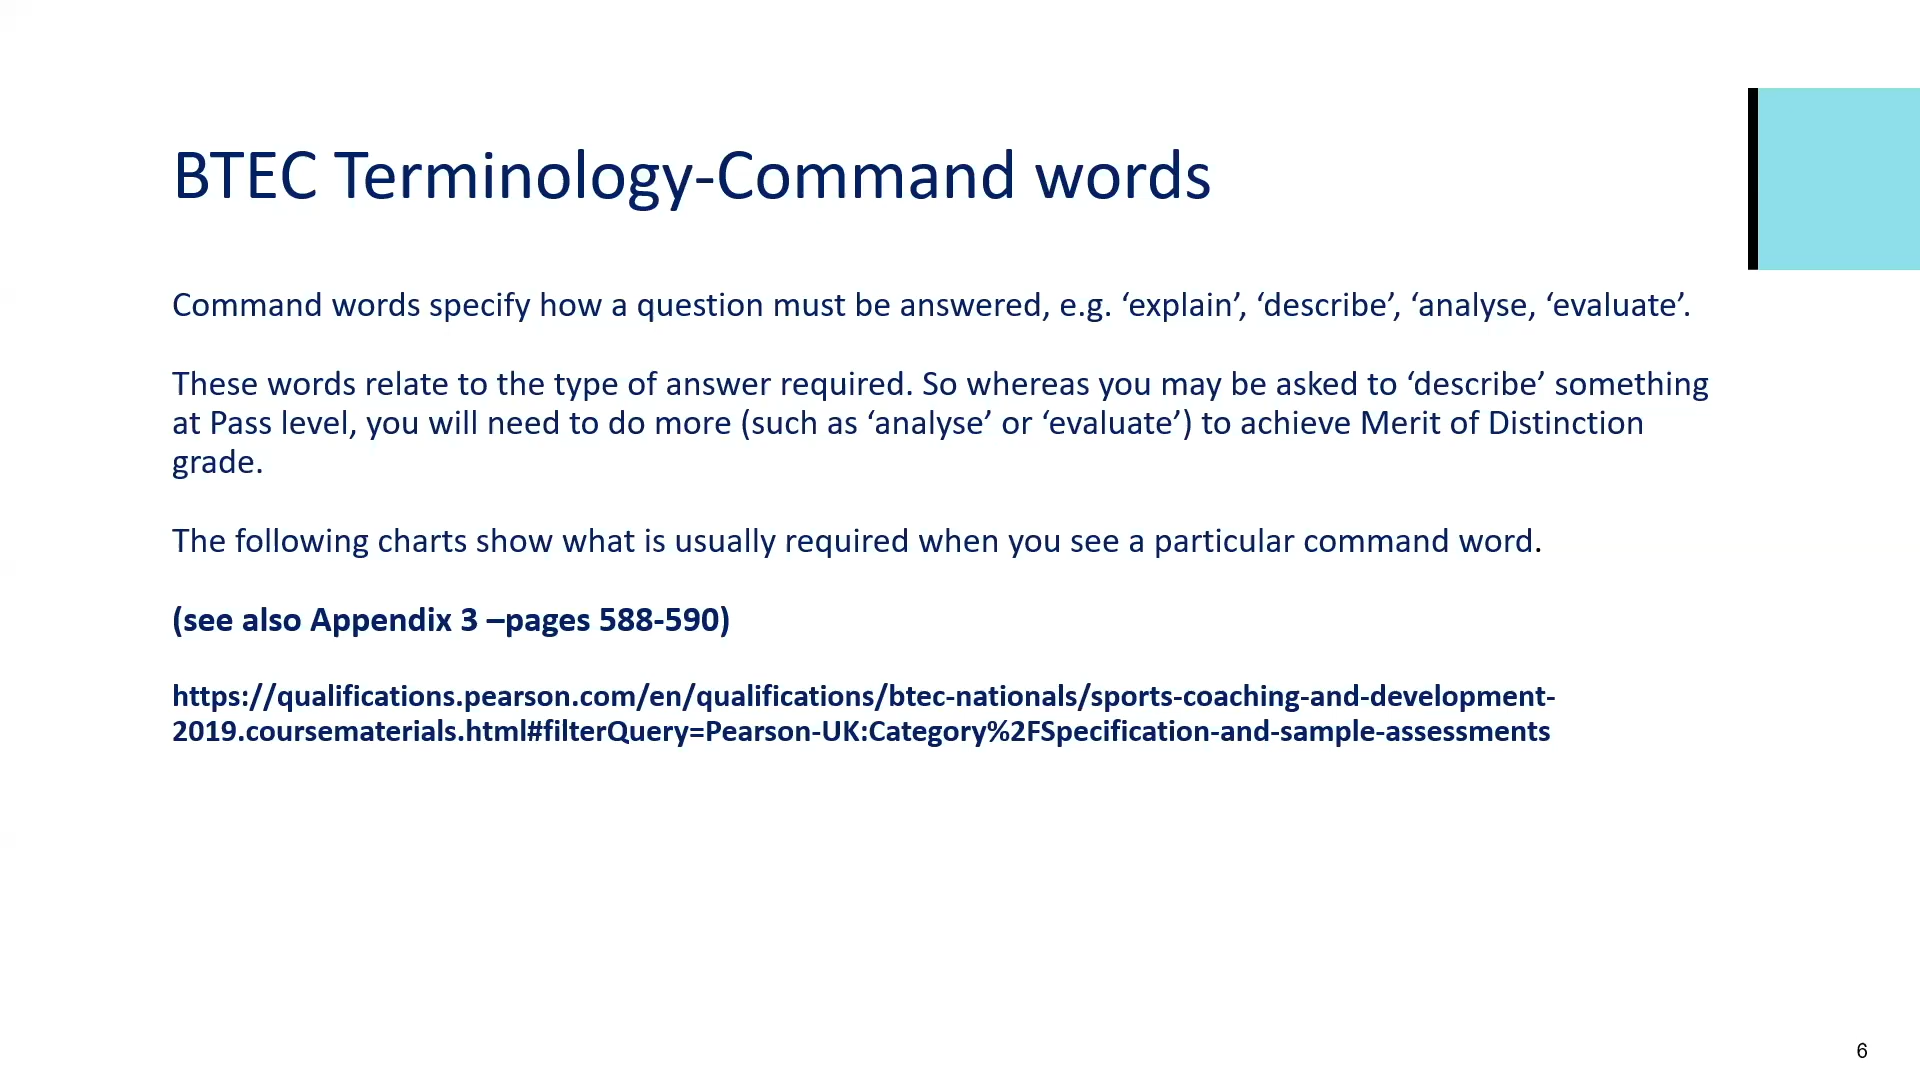 BTEC Terminology-Command words
Command words specify how a question must be answered, e.g. ‘explain’, ‘describe’, ‘analyse, ‘evaluate’.
These words relate to the type of answer required. So whereas you may be asked to ‘describe’ something
at Pass level, you will need to do more (such as ‘analyse’ or ‘evaluate’) to achieve Merit of Distinction
grade.
The following charts show what is usually required when you see a particular command word.
(see also Appendix 3 –pages 588-590)
https://qualifications.pearson.com/en/qualifications/btec-nationals/sports-coaching-and-development-
2019.coursematerials.html#filterQuery=Pearson-UK:Category%2FSpecification-and-sample-assessments
6